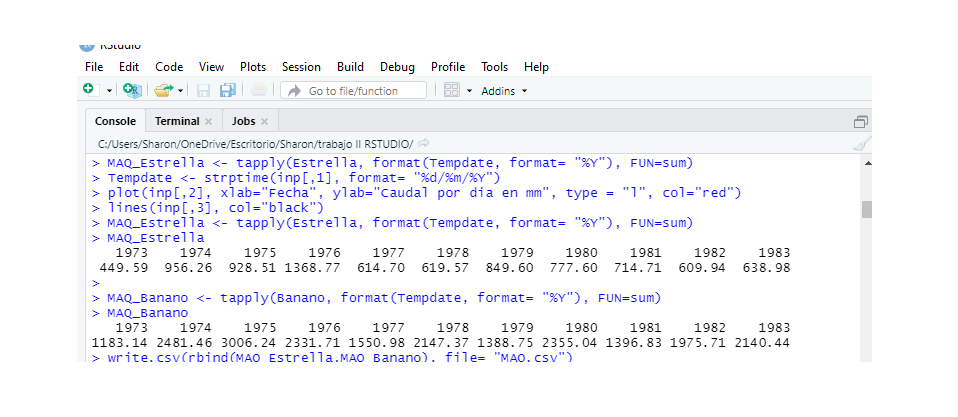 RStudio
File Edit Code View Plots Session Build Debug Profile Tools Help
Go to file/function Addins
Console Terminal Jobs
C:/Users/Sharon/OneDrive/Escritorio/Sharon/trabajo II RSTUDIO/
> MAQ_Estrella <- tapply(Estrella, format(Tempdate, format= "%Y"), FUN=sum)
> Tempdate <- strptime(inp[,1], format= "%d/%m/%Y")
> plot(inp[,2], xlab="Fecha", ylab="Caudal por dia en mm", type = "l", col="red")
> lines(inp[,3], col="black")
> MAQ_Estrella <- tapply(Estrella, format(Tempdate, format= "%Y"), FUN=sum)
> MAQ_Estrella
1973 1974 1975 1976 1977 1978 1979 1980 1981 1982 1983
449.59 956.26 928.51 1368.77 614.70 619.57 849.60 777.60 714.71 609.94 638.98
>
> MAQ_Banano <- tapply(Banano, format(Tempdate, format= "%Y"), FUN=sum)
> MAQ_Banano
1973 1974 1975 1976 1977 1978 1979 1980 1981 1982 1983
1183.14 2481.46 3006.24 2331.71 1550.98 2147.37 1388.75 2355.04 1396.83 1975.71 2140.44
> write.csv(rbind(MAQ_Estrella,MAQ_Banano), file= "MAQ.csv")